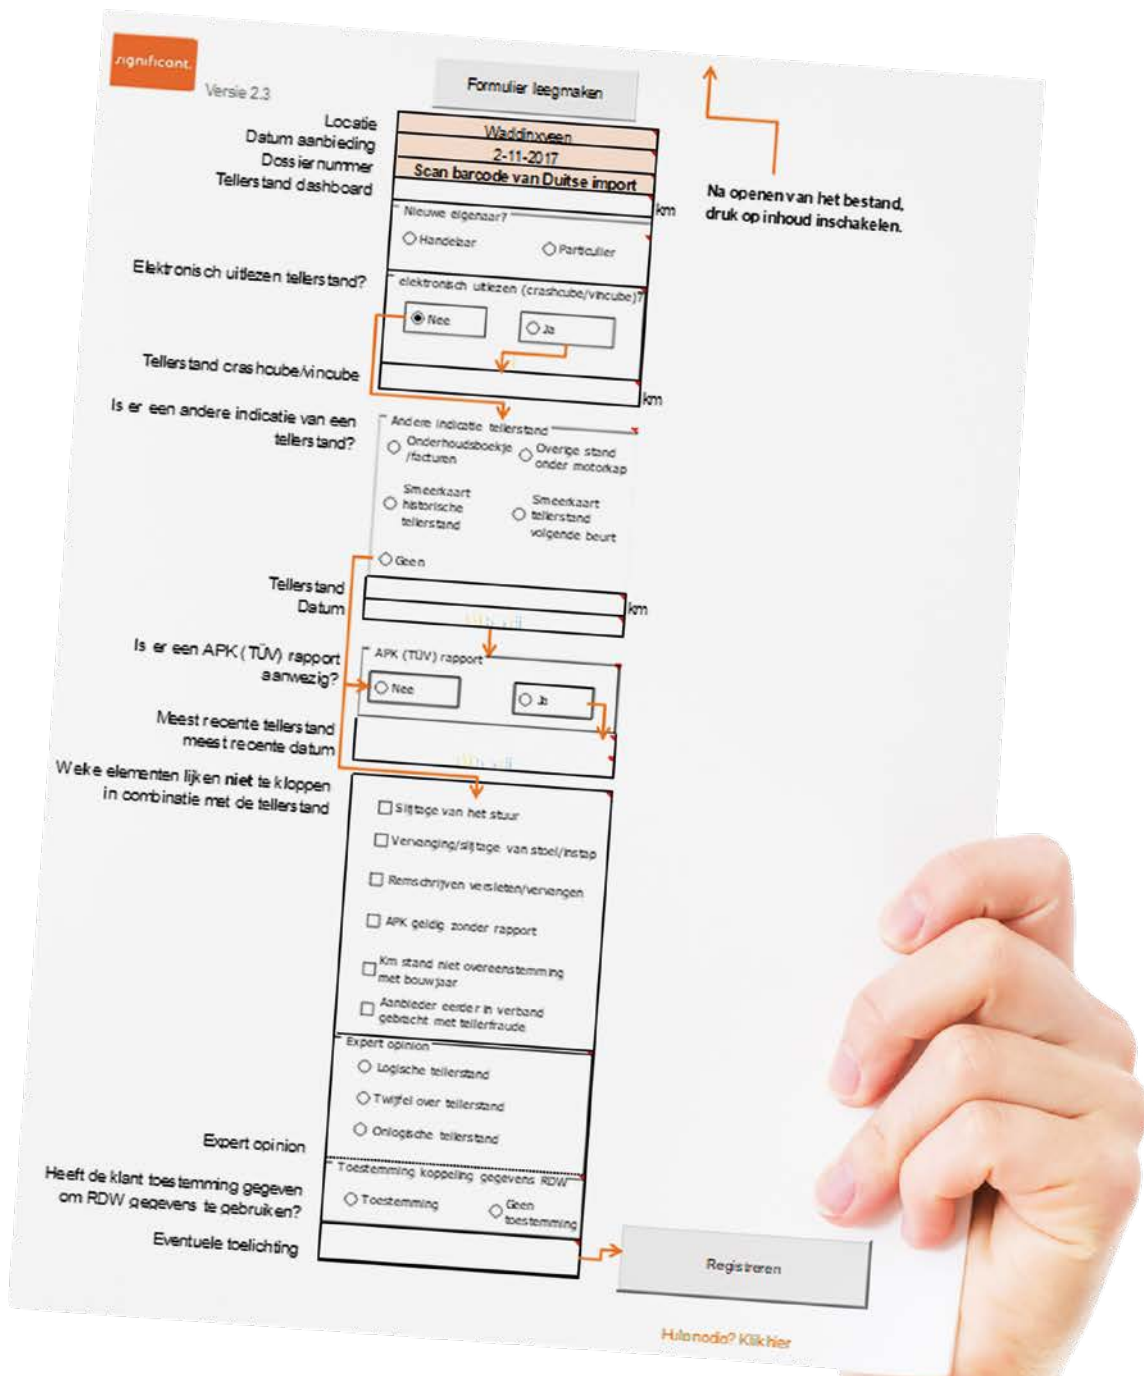 significant.
Versie 2.3
Formulier leegmaken
Locatie
Waddinxveen
Datum aanbieding
2-11-2017
Dossiernummer
Scan barcode van Duitse import
Tellerstand dashboard
km
Na openen van het bestand,
druk op inhoud inschakelen.
Nieuwe eigenaar?
Handelaar
Particulier
Elektronisch uitlezen tellerstand?
elektronisch uitlezen (crashcube/vincube)?
Nee
Ja
Tellerstand crashcube/vincube
km
Is er een andere indicatie van een
tellerstand?
Andere indicatie tellerstand
Onderhoudsboekje
/facturen
Overige stand
onder motorkap
Smeerkaart
historische
tellerstand
Smeerkaart
tellerstand
volgende beurt
Geen
Tellerstand
km
Datum
Is er een APK (TÜV) rapport
aanwezig?
APK (TÜV) rapport
Nee
Ja
Meest recente tellerstand
meest recente datum
Welke elementen lijken niet te kloppen
in combinatie met de tellerstand
Slijtage van het stuur
Vervanging/slijtage van stoel/instap
Remschrijven versleten/vervangen
APK geldig zonder rapport
Km stand niet overeenstemming
met bouwjaar
Aanbieder eerder in verband
gebracht met tellerfraude
Expert opinion
Logische tellerstand
Twijfel over tellerstand
Onlogische tellerstand
Expert opinion
Toestemming koppeling gegevens RDW
Heeft de klant toestemming gegeven
om RDW gegevens te gebruiken?
Toestemming
Geen
toestemming
Eventuele toelichting
Registreren
Hulp nodig? Klik hier